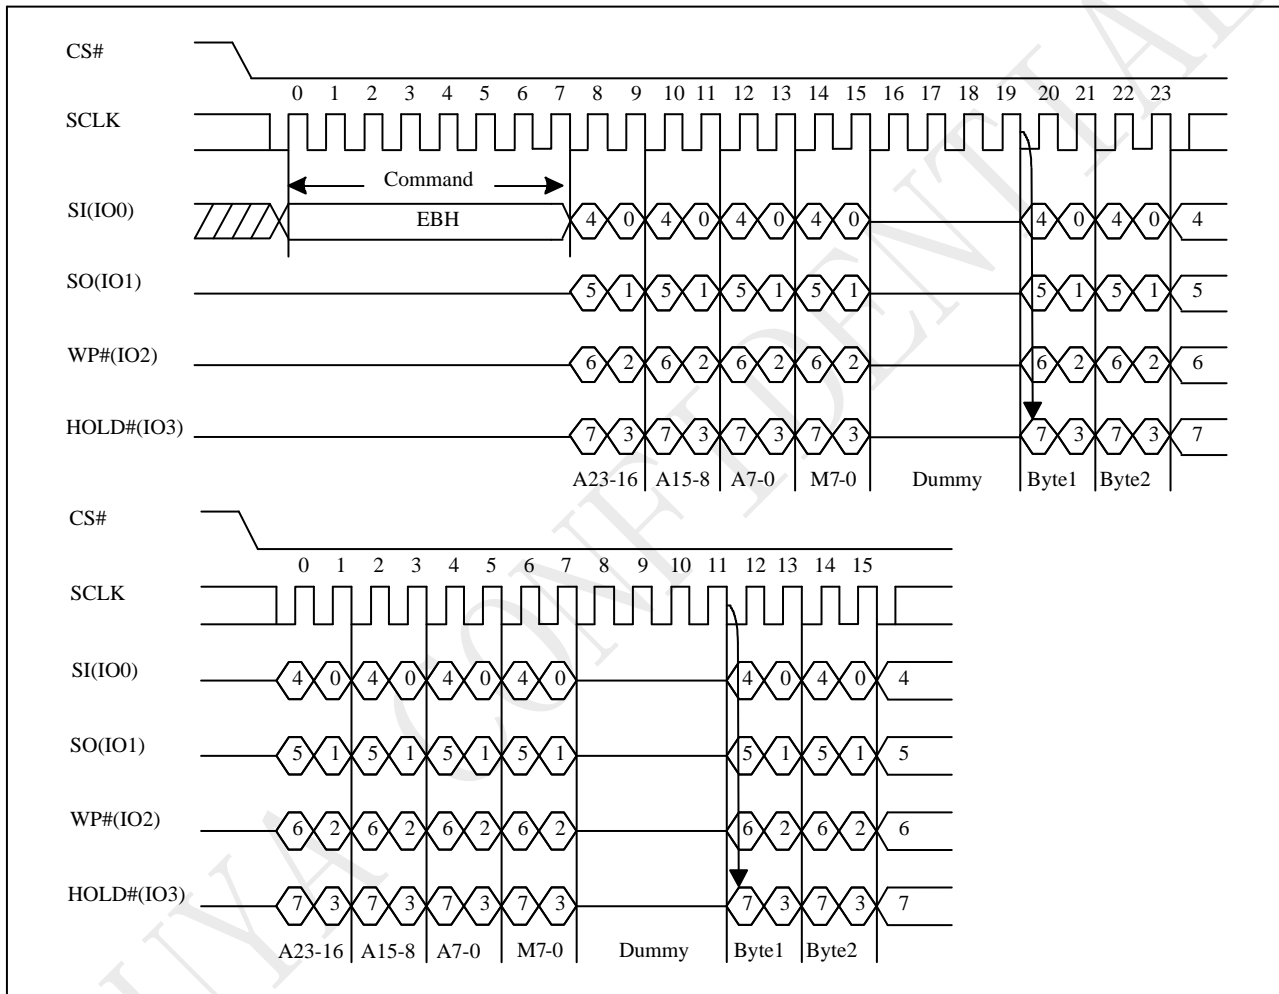 CS#
0 1 2 3 4 5 6 7 8 9 10 11 12 13 14 15 16 17 18 19 20 21 22 23
SCLK
Command
SI(IO0) EBH 4 0 4 0 4 0 4 0 4 0 4 0 4
SO(IO1) 5 1 5 1 5 1 5 1 5 1 5 1 5
WP#(IO2) 6 2 6 2 6 2 6 2 6 2 6 2 6
HOLD#(IO3) 7 3 7 3 7 3 7 3 7 3 7 3 7
A23-16 A15-8 A7-0 M7-0 Dummy Byte1 Byte2
CS#
0 1 2 3 4 5 6 7 8 9 10 11 12 13 14 15
SCLK
SI(IO0) 4 0 4 0 4 0 4 0 4 0 4 0 4
SO(IO1) 5 1 5 1 5 1 5 1 5 1 5 1 5
WP#(IO2) 6 2 6 2 6 2 6 2 6 2 6 2 6
HOLD#(IO3) 7 3 7 3 7 3 7 3 7 3 7 3 7
A23-16 A15-8 A7-0 M7-0 Dummy Byte1 Byte2
UYA CONFIDENTIAL